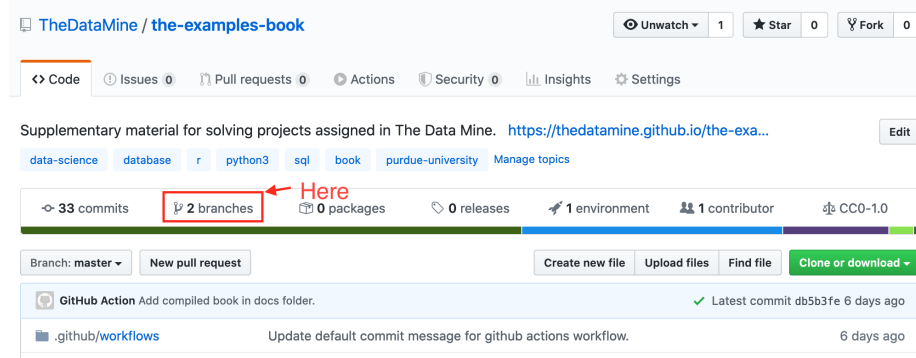 TheDataMine / the-examples-book
Unwatch 1 Star 0 Fork 0
Code Issues 0 Pull requests 0 Actions Security 0 Insights Settings
Supplementary material for solving projects assigned in The Data Mine. https://thedatamine.github.io/the-exa...
Edit
data-science database r python3 sql book purdue-university Manage topics
Here
33 commits 2 branches 0 packages 0 releases 1 environment 1 contributor CC0-1.0
Branch: master New pull request Create new file Upload files Find file Clone or download
GitHub Action Add compiled book in docs folder. Latest commit db5b3fe 6 days ago
.github/workflows Update default commit message for github actions workflow. 6 days ago